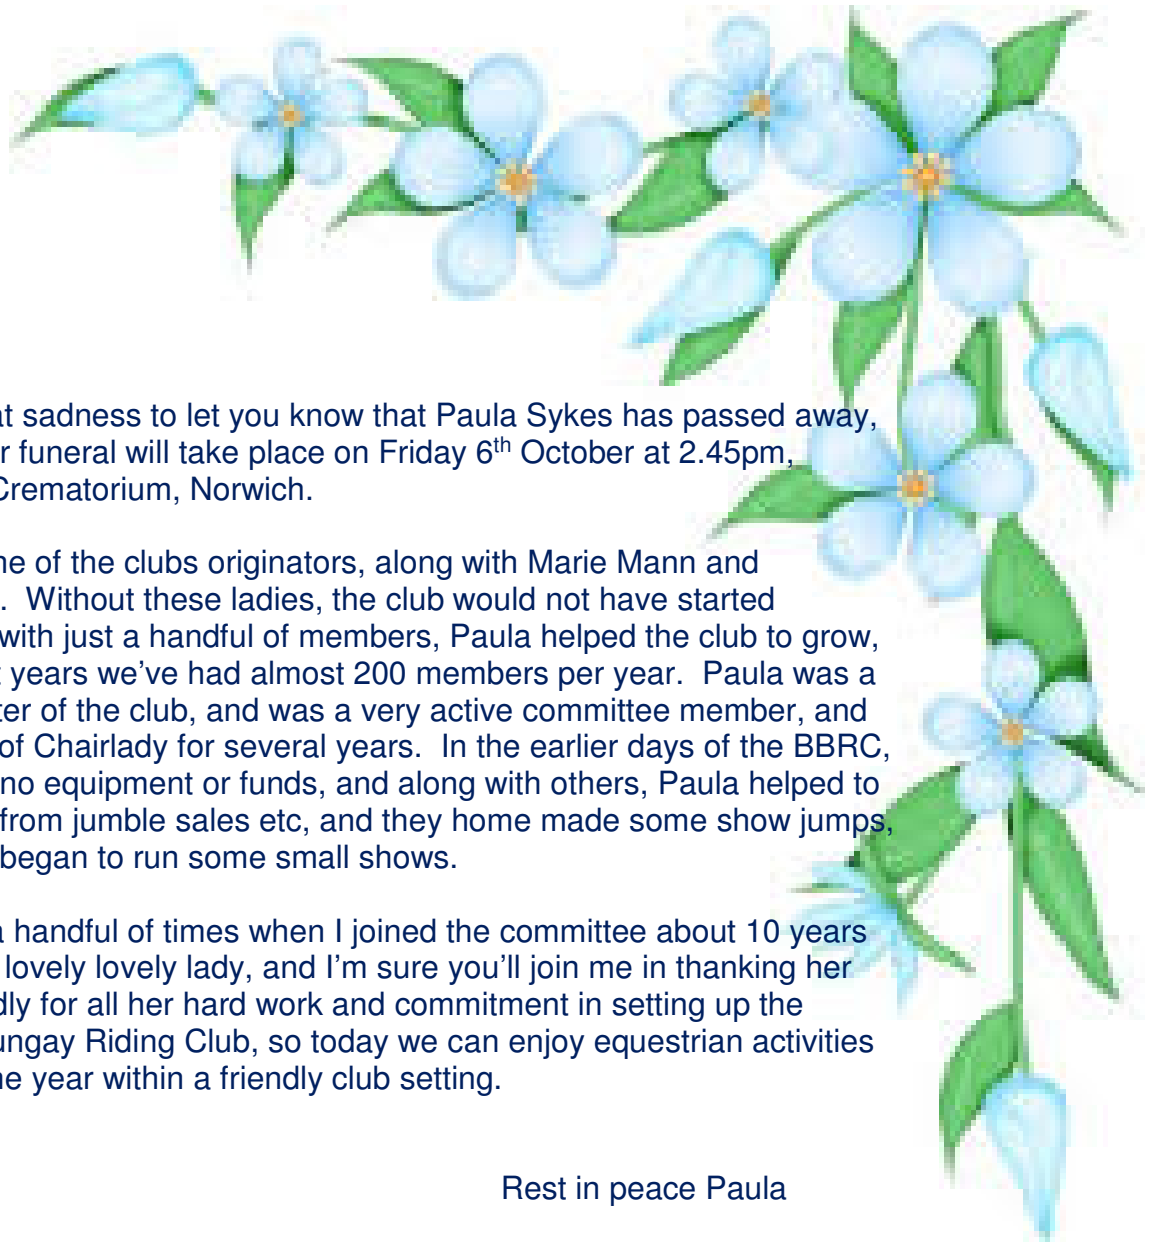 sadness to let you know that Paula Sykes has passed away,
funeral will take place on Friday 6th October at 2.45pm,
Crematorium, Norwich.
of the clubs originators, along with Marie Mann and
. Without these ladies, the club would not have started
with just a handful of members, Paula helped the club to grow,
years we've had almost 200 members per year. Paula was a
of the club, and was a very active committee member, and
of Chairlady for several years. In the earlier days of the BBRC,
no equipment or funds, and along with others, Paula helped to
from jumble sales etc, and they home made some show jumps,
began to run some small shows.
a handful of times when I joined the committee about 10 years
lovely lovely lady, and I'm sure you'll join me in thanking her
for all her hard work and commitment in setting up the
Riding Club, so today we can enjoy equestrian activities
year within a friendly club setting.
Rest in peace Paula